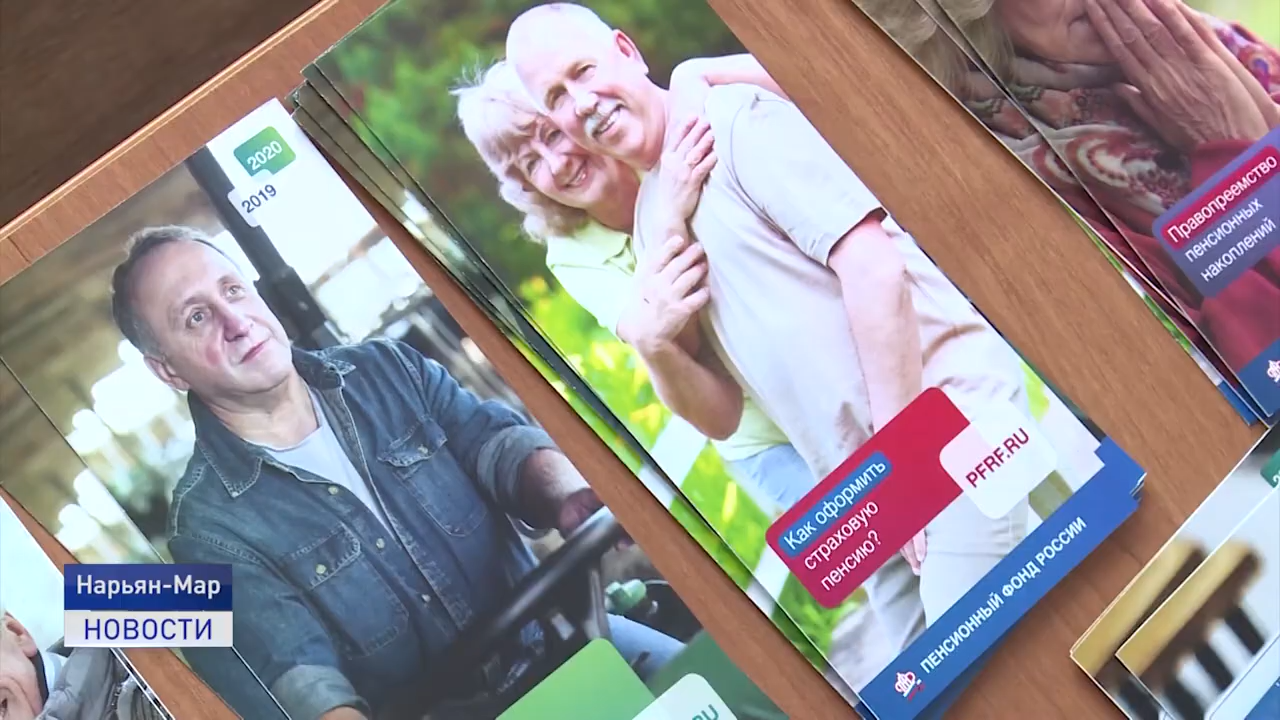 2020
2019
Как оформить
страховую
пенсию?
PFRF.RU
ПЕНСИОННЫЙ ФОНД РОССИИ
Правопреемство
пенсионных
накоплений
Нарьян-Мар
НОВОСТИ